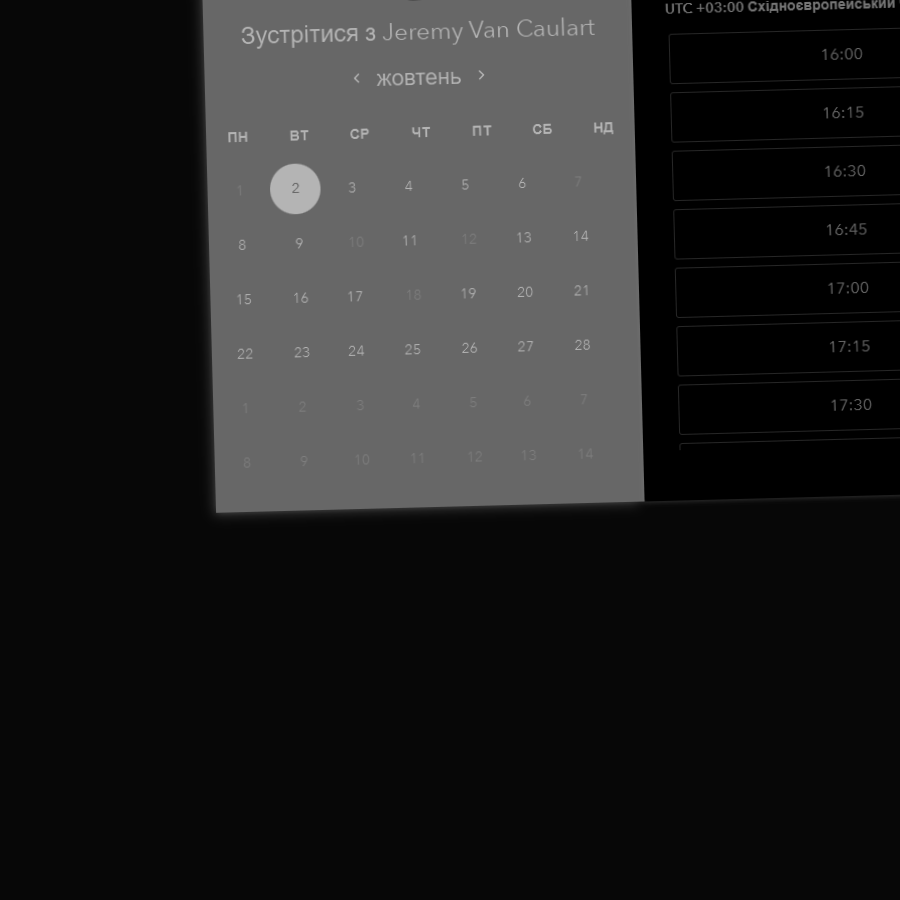 Зустрітися з Jeremy Van Caulart
‹ жовтень ›
ПН ВТ СР ЧТ ПТ СБ НД
1 2 3 4 5 6 7
8 9 10 11 12 13 14
15 16 17 18 19 20 21
22 23 24 25 26 27 28
1 2 3 4 5 6 7
8 9 10 11 12 13 14
UTC +03:00 Східноєвропейський
16:00
16:15
16:30
16:45
17:00
17:15
17:30